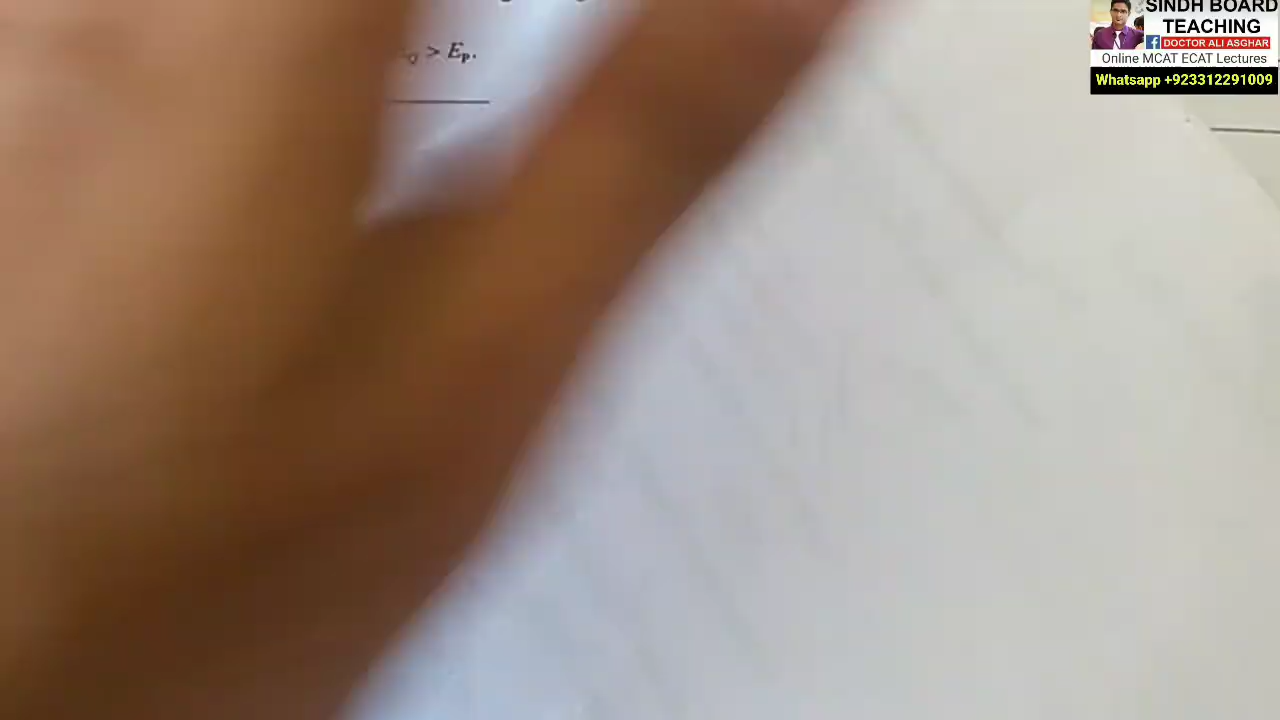 > Eₚ.
SINDH BOARD
TEACHING
DOCTOR ALI ASGHAR
Online MCAT ECAT Lectures
Whatsapp +923312291009